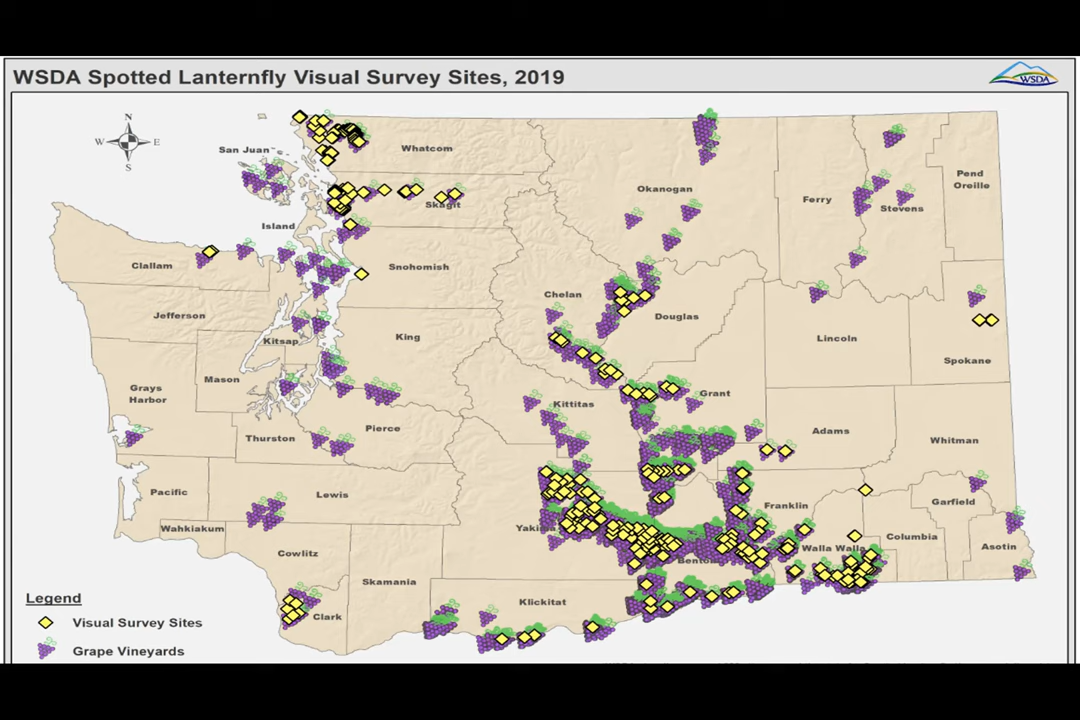 WSDA Spotted Lanternfly Visual Survey Sites, 2019
WSDA
N
W E
S
San Juan
Whatcom
Skagit
Island
Clallam
Snohomish
Jefferson
Kitsap
King
Mason
Grays
Harbor
Thurston
Pierce
Pacific
Lewis
Wahkiakum
Cowlitz
Skamania
Clark
Klickitat
Okanogan
Ferry
Stevens
Pend
Oreille
Chelan
Douglas
Lincoln
Spokane
Kittitas
Grant
Adams
Whitman
Yakima
Franklin
Benton
Walla Walla
Columbia
Garfield
Asotin
Legend
Visual Survey Sites
Grape Vineyards